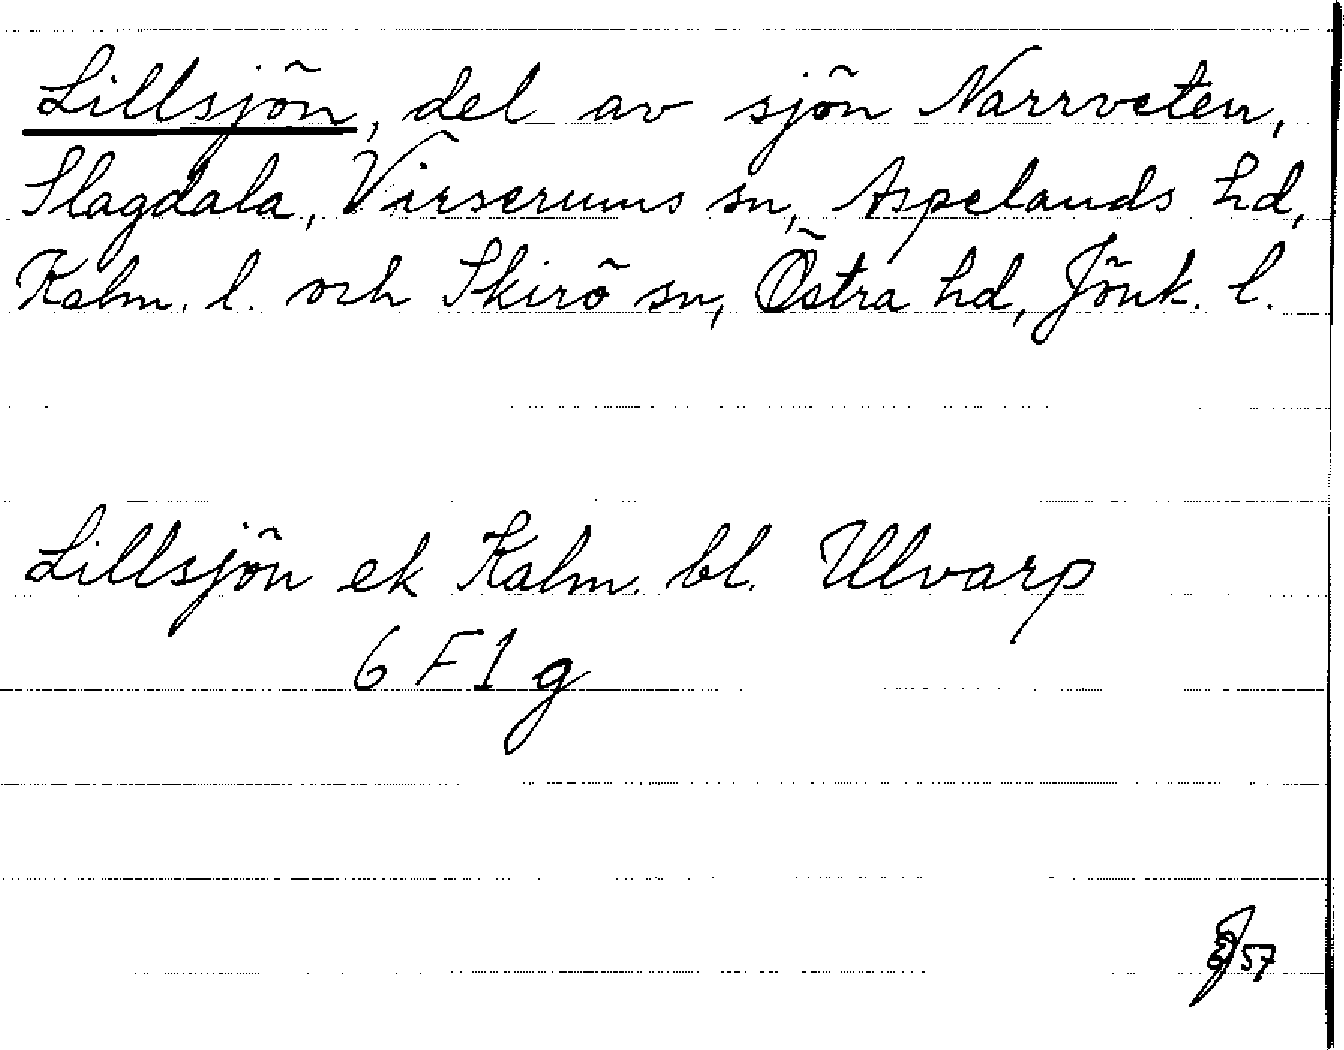 Lillsjön, del av sjön Narrveten,
Slagdala, Virserums sn, Aspelands hd,
Kalm. l. och Skirö sn, Östra hd, Jönk. l.
Lillsjön ek Kalm. bl. Ulvarp
6 F 1 g
57